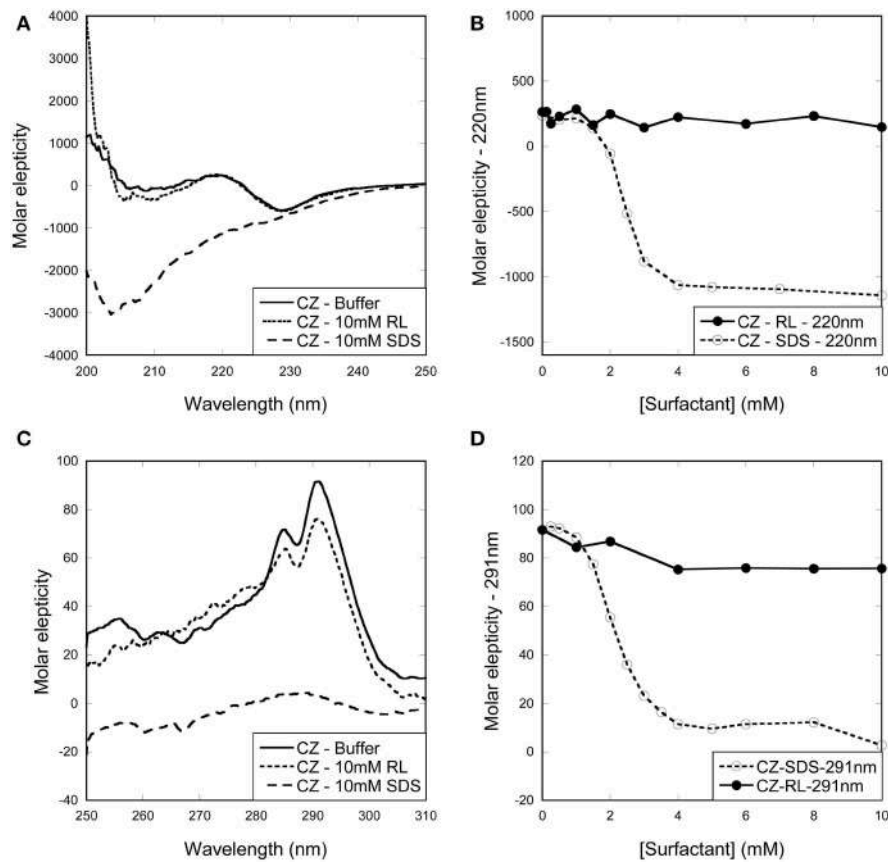 A
Molar elepticity
4000
3000
2000
1000
0
-1000
-2000
-3000
-4000
200 210 220 230 240 250
Wavelength (nm)
CZ - Buffer
CZ - 10mM RL
CZ - 10mM SDS
B
Molar elepticity - 220nm
1000
500
0
-500
-1000
-1500
0 2 4 6 8 10
[Surfactant] (mM)
CZ - RL - 220nm
CZ - SDS - 220nm
C
Molar elepticity
100
80
60
40
20
0
-20
-40
250 260 270 280 290 300 310
Wavelength (nm)
CZ - Buffer
CZ - 10mM RL
CZ - 10mM SDS
D
Molar elepticity - 291nm
120
100
80
60
40
20
0
-20
0 2 4 6 8 10
[Surfactant] (mM)
CZ-SDS-291nm
CZ-RL-291nm